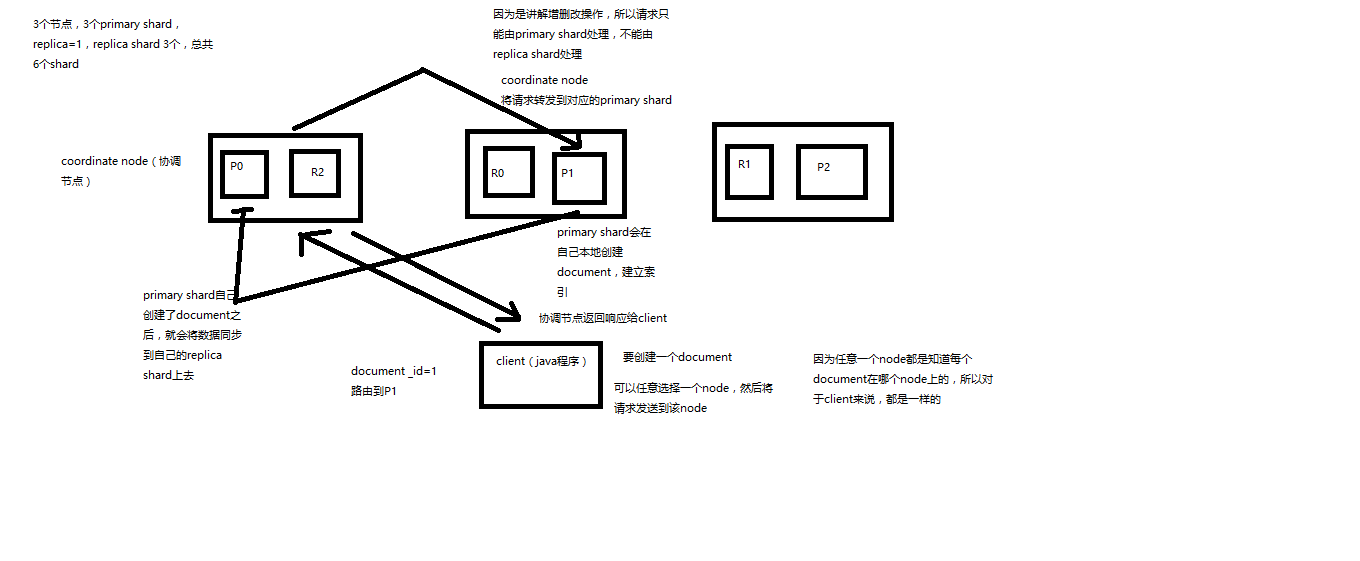 3个节点，3个primary shard，
replica=1，replica shard 3个，总共
6个shard
因为是讲解增删改操作，所以请求只
能由primary shard处理，不能由
replica shard处理
coordinate node
将请求转发到对应的primary shard
coordinate node（协调
节点）
P0
R2
R0
P1
R1
P2
primary shard会在
自己本地创建
document，建立索
引
primary shard自己
创建了document之
后，就会将数据同步
到自己的replica
shard上去
协调节点返回响应给client
document _id=1
路由到P1
client（java程序）
要创建一个document
可以任意选择一个node，然后将
请求发送到该node
因为任意一个node都是知道每个
document在哪个node上的，所以对
于client来说，都是一样的